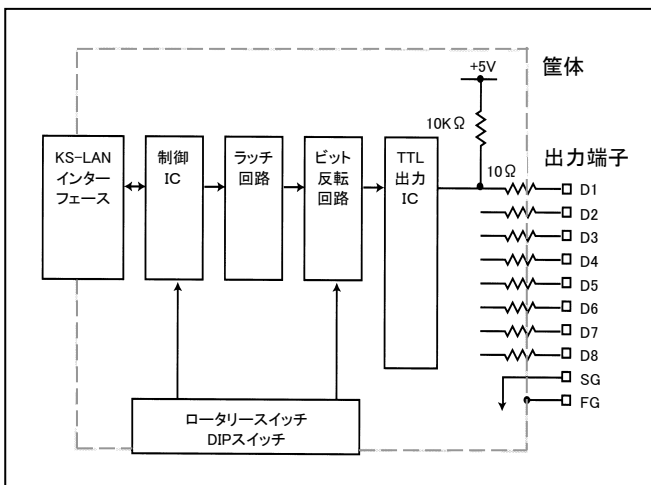 +5V
筐体
10KΩ
出力端子
KS-LAN
インター
フェース
制御
IC
ラッチ
回路
ビット
反転
回路
TTL
出力
IC
10Ω
D1
D2
D3
D4
D5
D6
D7
D8
SG
FG
ロータリースイッチ
DIPスイッチ